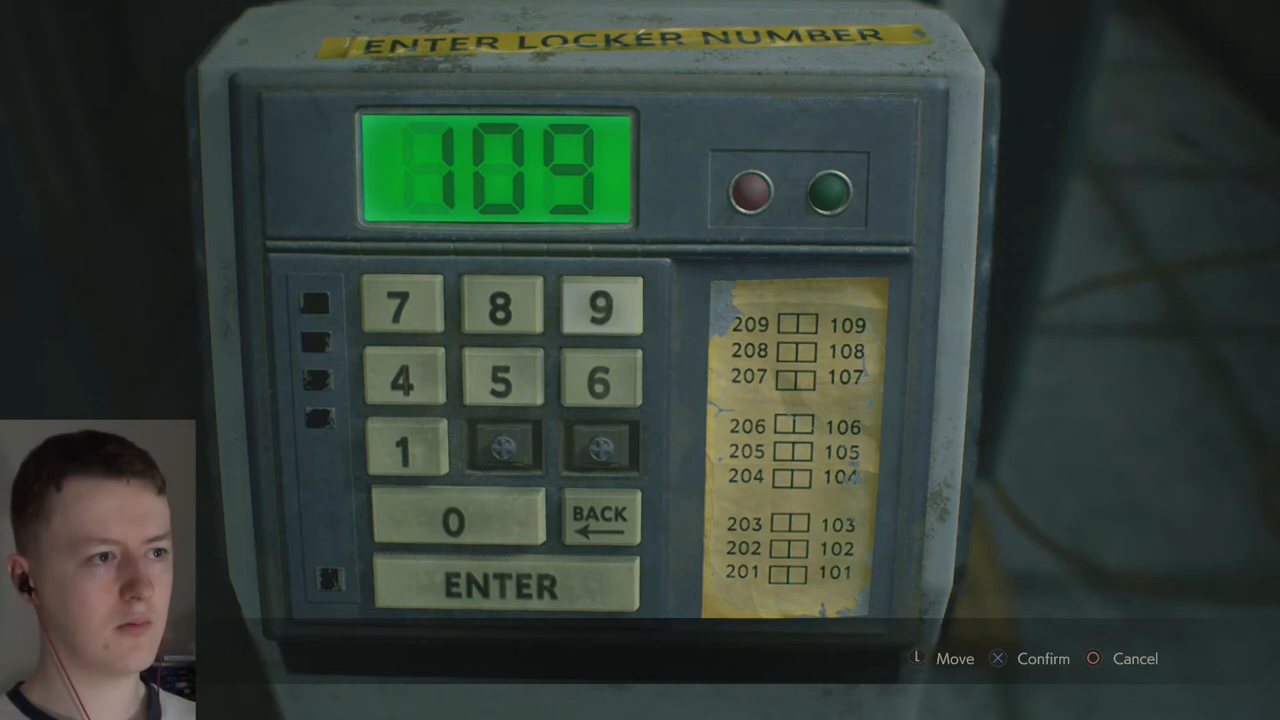 ENTER LOCKER NUMBER
109
7 8 9
4 5 6
1
0 BACK
ENTER
209 109
208 108
207 107
206 106
205 105
204 104
203 103
202 102
201 101
L Move Confirm Cancel